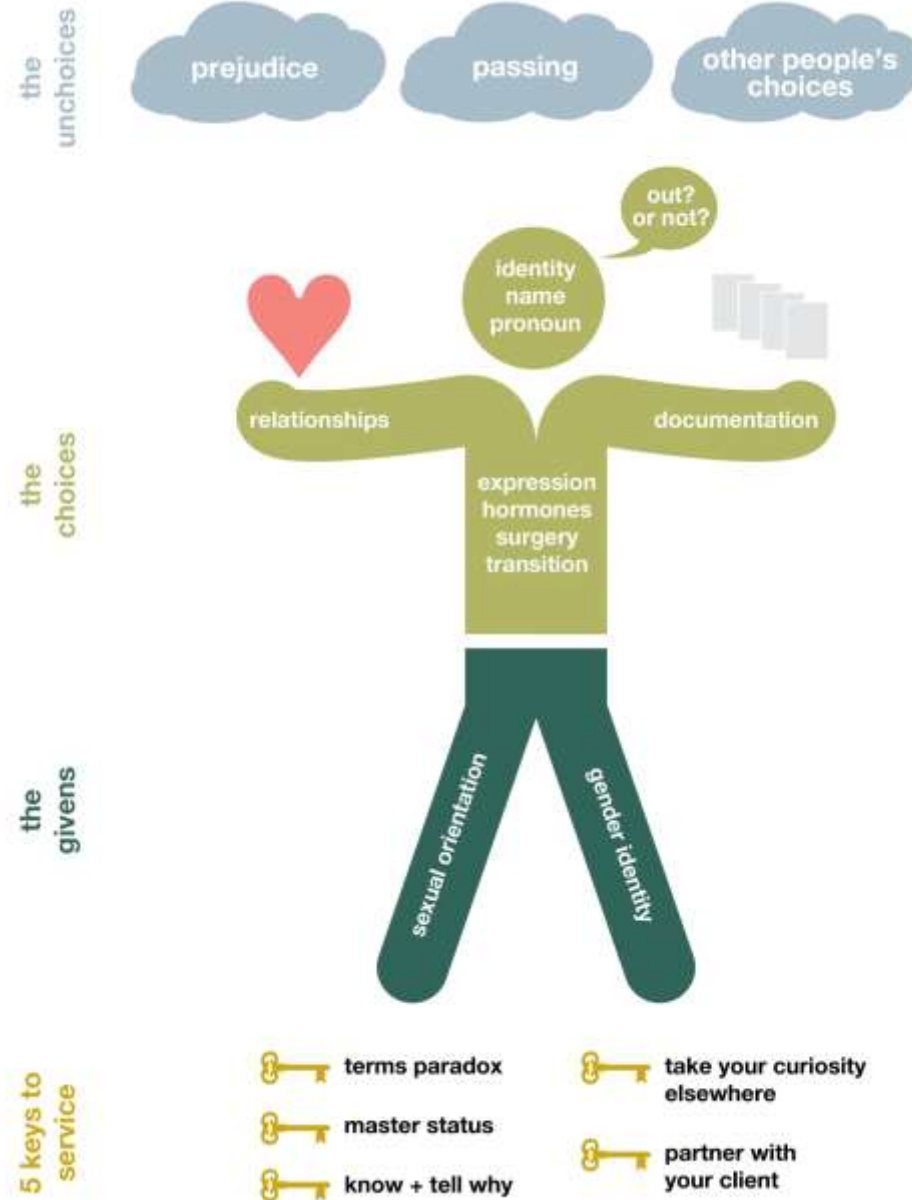 the
unchoices
prejudice
passing
other people's
choices
out?
or not?
identity
name
pronoun
the
choices
relationships
documentation
expression
hormones
surgery
transition
the
givens
sexual orientation
gender identity
5 keys to
service
terms paradox
master status
know + tell why
take your curiosity
elsewhere
partner with
your client